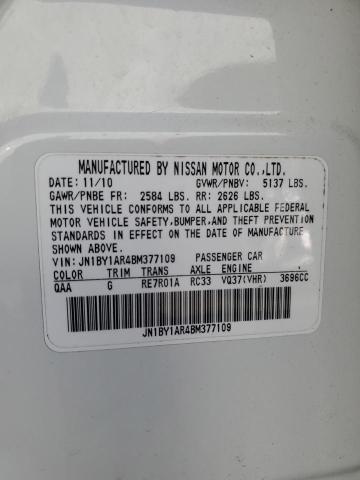 MANUFACTURED BY NISSAN MOTOR CO.,LTD.
DATE: 11/10 GVWR/PNBV: 5137 LBS.
GAWR/PNBE FR: 2584 LBS. RR: 2626 LBS.
THIS VEHICLE CONFORMS TO ALL APPLICABLE FEDERAL
MOTOR VEHICLE SAFETY,BUMPER,AND THEFT PREVENTION
STANDARDS IN EFFECT ON THE DATE OF MANUFACTURE
SHOWN ABOVE.
VIN: JN1BY1AR4BM377109 PASSENGER CAR
COLOR TRIM TRANS AXLE ENGINE
QAA G RE7R01A RC33 VQ37(VHR) 3696CC
JN1BY1AR4BM377109